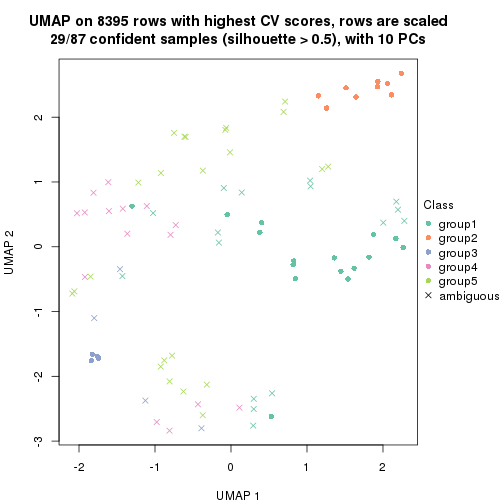 UMAP on 8395 rows with highest CV scores, rows are scaled
29/87 confident samples (silhouette > 0.5), with 10 PCs
2
1
0
-1
-2
-3
UMAP 2
-2
-1
0
1
2
UMAP 1
Class
group1
group2
group3
group4
group5
ambiguous